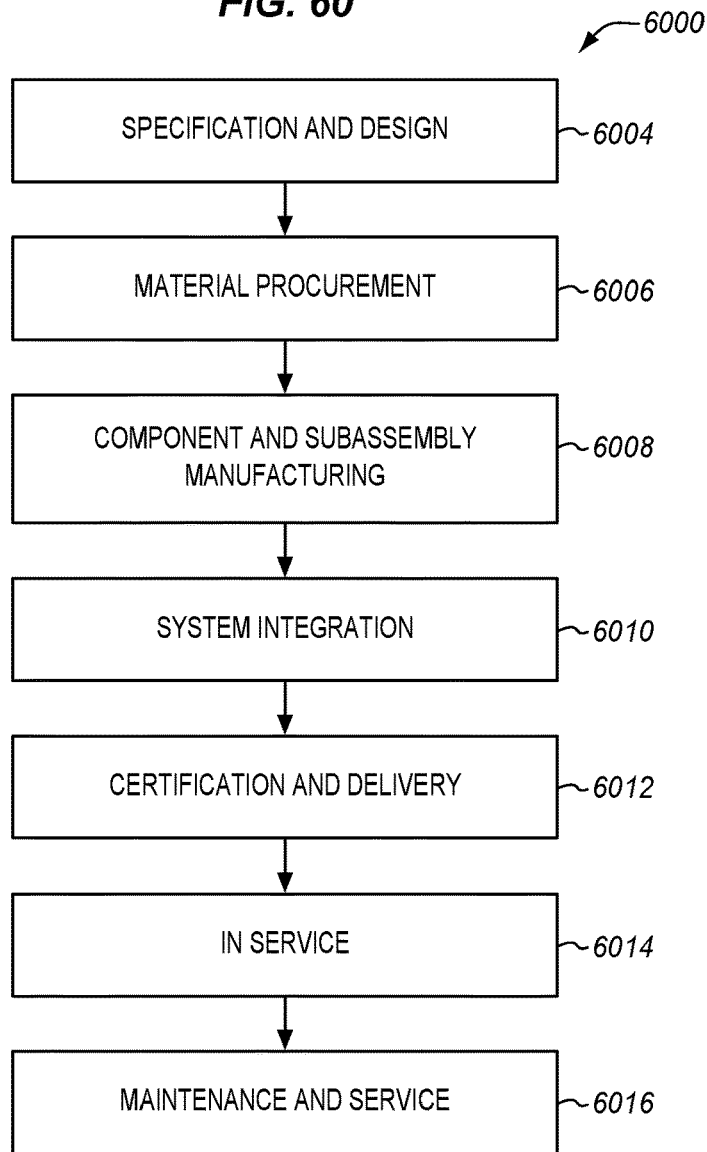 FIG. 60
6000
SPECIFICATION AND DESIGN
6004
MATERIAL PROCUREMENT
6006
COMPONENT AND SUBASSEMBLY
MANUFACTURING
6008
SYSTEM INTEGRATION
6010
CERTIFICATION AND DELIVERY
6012
IN SERVICE
6014
MAINTENANCE AND SERVICE
6016